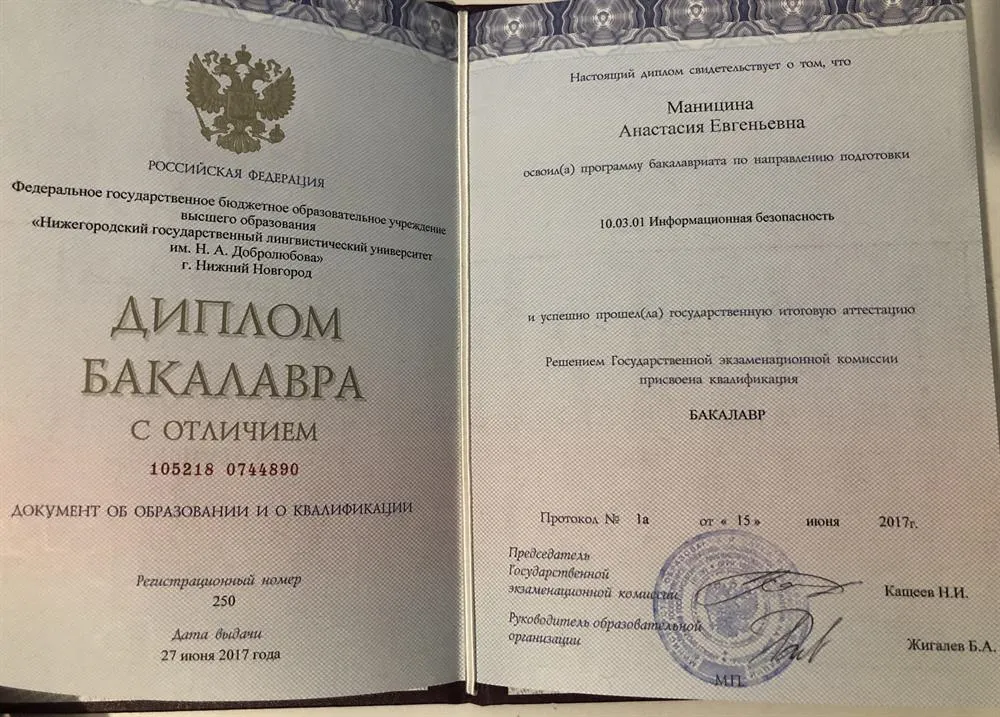 РОССИЙСКАЯ ФЕДЕРАЦИЯ
Федеральное государственное бюджетное образовательное учреждение
высшего образования
«Нижегородский государственный лингвистический университет
им. Н. А. Добролюбова»
г. Нижний Новгород
ДИПЛОМ
БАКАЛАВРА
С ОТЛИЧИЕМ
105218 0744890
ДОКУМЕНТ ОБ ОБРАЗОВАНИИ И О КВАЛИФИКАЦИИ
Регистрационный номер
250
Дата выдачи
27 июня 2017 года
Настоящий диплом свидетельствует о том, что
Маницина
Анастасия Евгеньевна
освоил(а) программу бакалавриата по направлению подготовки
10.03.01 Информационная безопасность
и успешно прошел(ла) государственную итоговую аттестацию
Решением Государственной экзаменационной комиссии
присвоена квалификация
БАКАЛАВР
Протокол № 1а от « 15 » июня 2017г.
Председатель
Государственной
экзаменационной комиссии
Кащеев Н.И.
Руководитель образовательной
организации
Жигалев Б.А.
М.П.